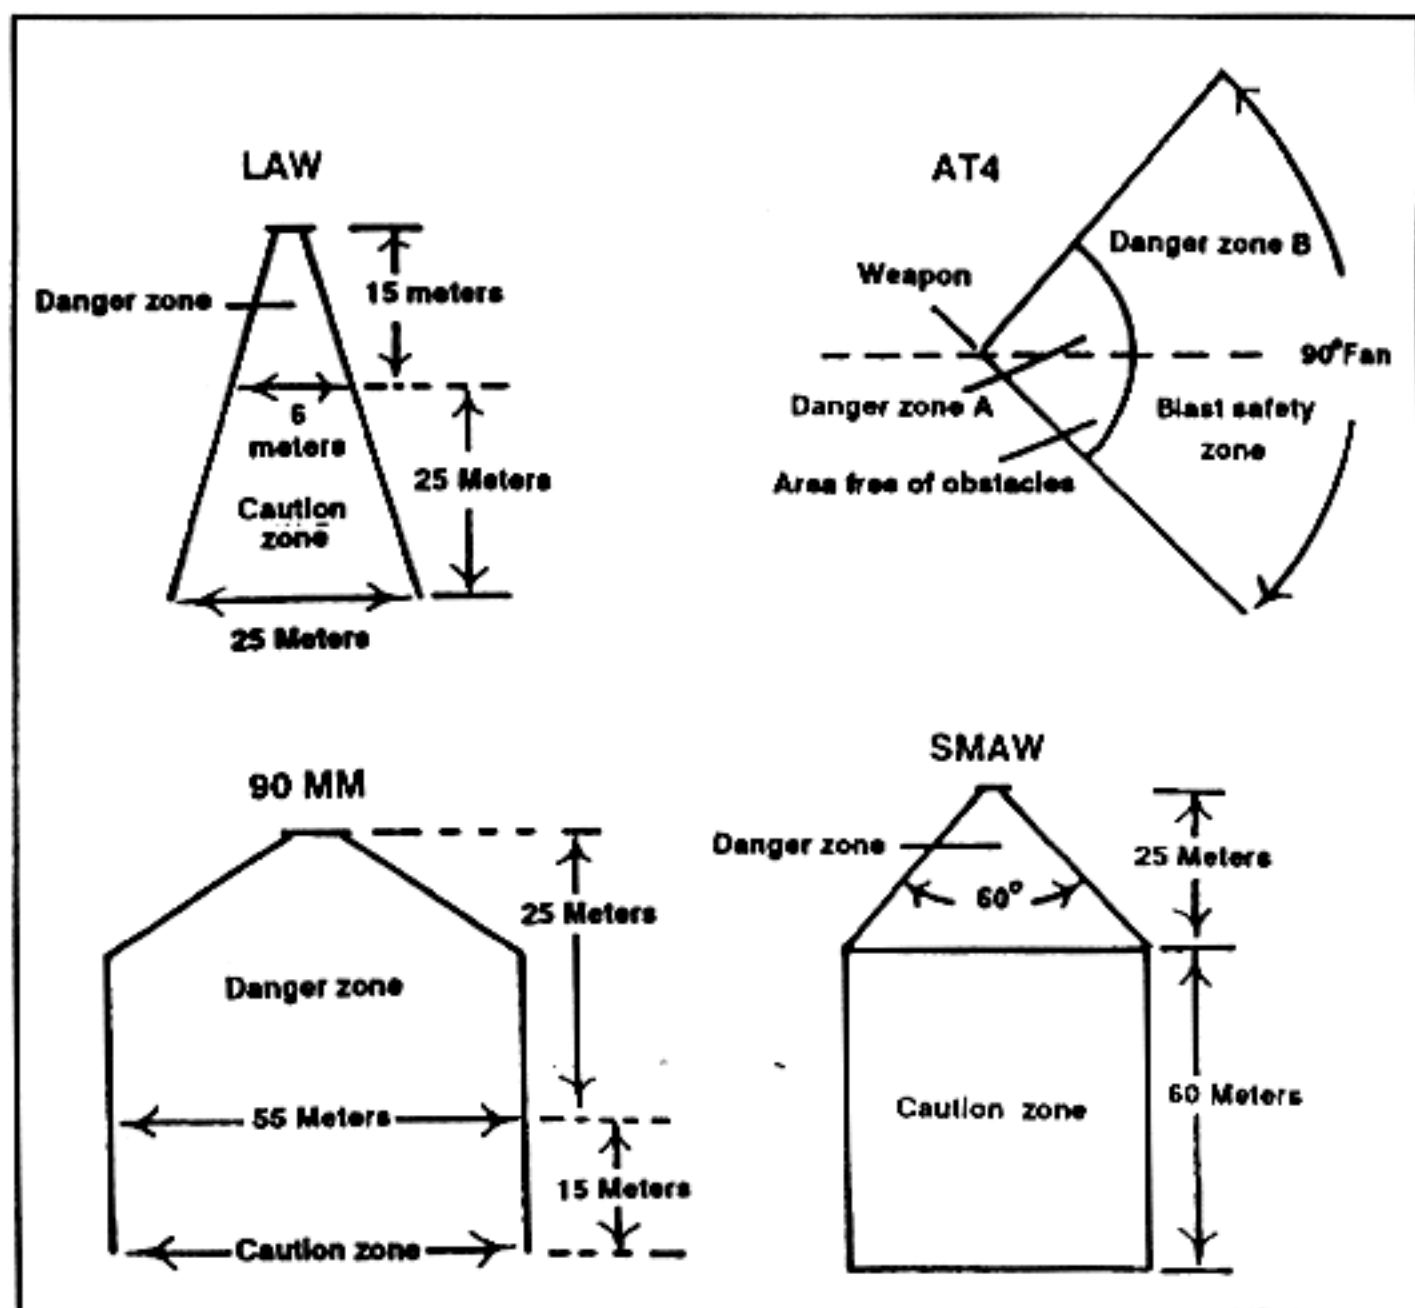 LAW
Danger zone
15 meters
6
meters
25 Meters
Caution
zone
25 Meters
AT4
Danger zone B
Weapon
90°Fan
Danger zone A
Blast safety
zone
Area free of obstacles
90 MM
25 Meters
Danger zone
55 Meters
15 Meters
Caution zone
SMAW
Danger zone
25 Meters
60°
Caution zone
60 Meters